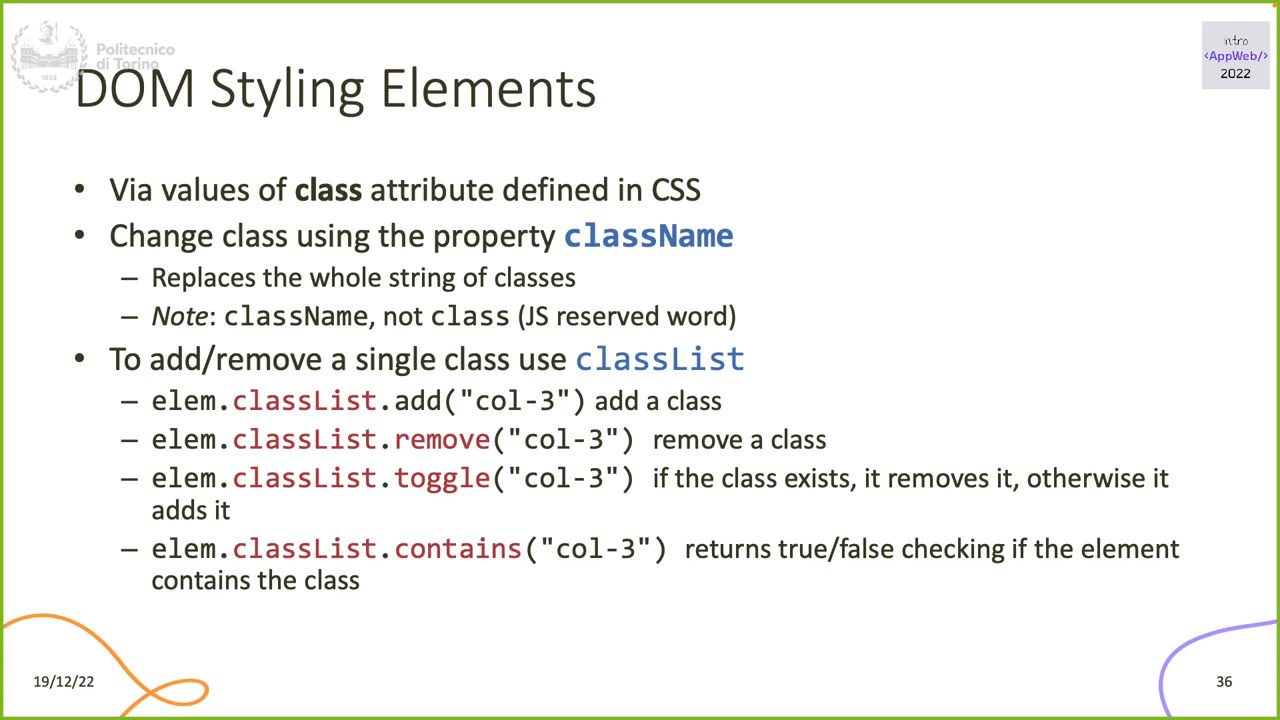 Politecnico
di Torino
1859
intro
<AppWeb/>
2022
DOM Styling Elements
• Via values of class attribute defined in CSS
• Change class using the property className
– Replaces the whole string of classes
– Note: className, not class (JS reserved word)
• To add/remove a single class use classList
– elem.classList.add("col-3") add a class
– elem.classList.remove("col-3") remove a class
– elem.classList.toggle("col-3") if the class exists, it removes it, otherwise it
adds it
– elem.classList.contains("col-3") returns true/false checking if the element
contains the class
19/12/22
36